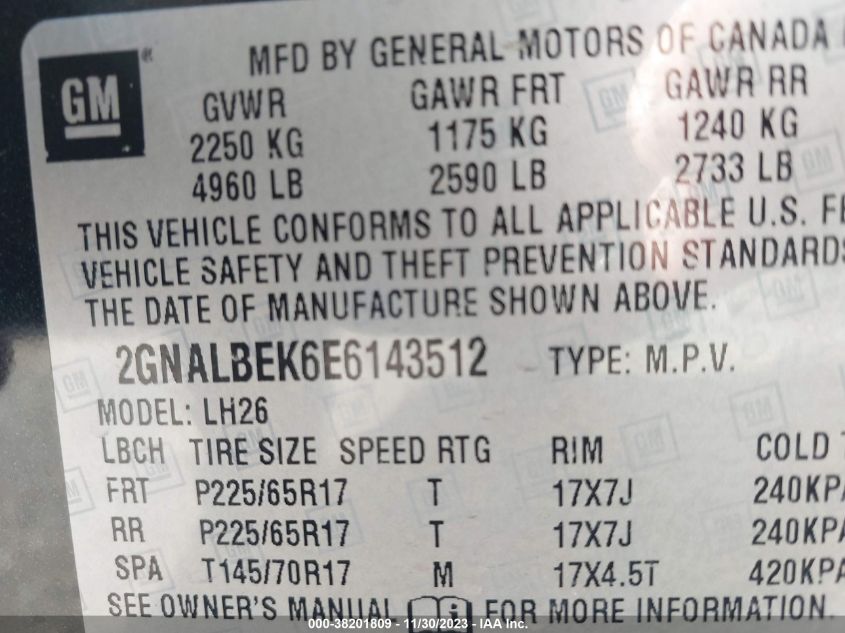 GM
MFD BY GENERAL MOTORS OF CANADA
GVWR GAWR FRT GAWR RR
2250 KG 1175 KG 1240 KG
4960 LB 2590 LB 2733 LB
THIS VEHICLE CONFORMS TO ALL APPLICABLE U.S. FE
VEHICLE SAFETY AND THEFT PREVENTION STANDARDS
THE DATE OF MANUFACTURE SHOWN ABOVE.
2GNALBEK6E6143512 TYPE: M.P.V.
MODEL: LH26
LBCH TIRE SIZE SPEED RTG RIM COLD
FRT P225/65R17 T 17X7J 240KPA
RR P225/65R17 T 17X7J 240KPA
SPA T145/70R17 M 17X4.5T 420KPA
SEE OWNER'S MANUAL i FOR MORE INFORMATION.
000-38201809 - 11/30/2023 - IAA Inc.